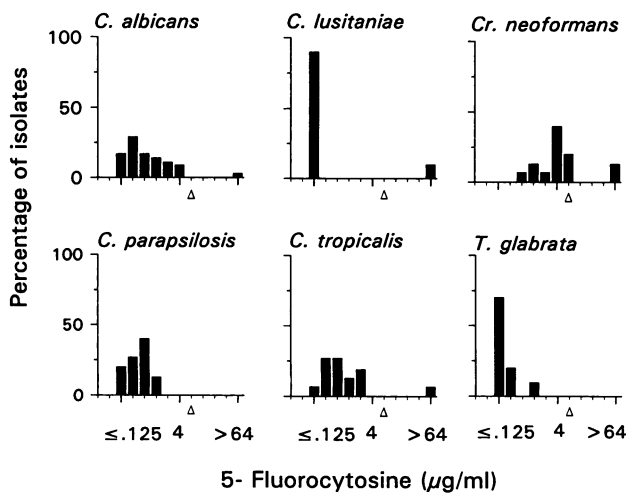 C. albicans
C. lusitaniae
Cr. neoformans
100
50
0
Percentage of isolates
C. parapsilosis
C. tropicalis
T. glabrata
100
50
0
≤.125 4 >64
≤.125 4 >64
≤.125 4 >64
5- Fluorocytosine (μg/ml)